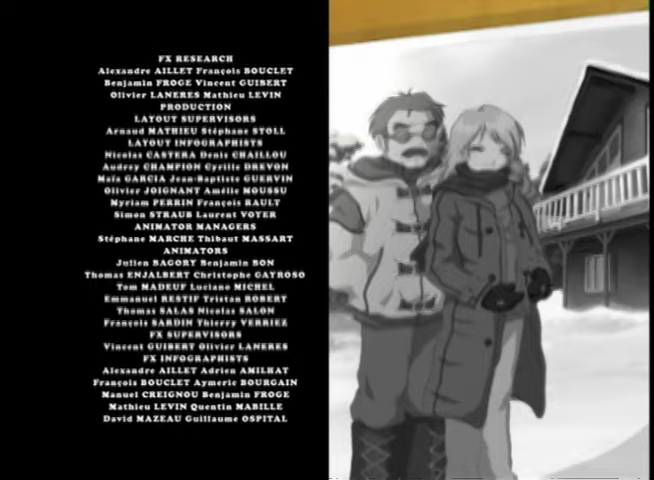 FX RESEARCH
Alexandre AILLET François BOUCLET
Benjamin FROGE Vincent GUIBERT
Olivier LANERES Mathieu LEVIN
PRODUCTION
LAYOUT SUPERVISORS
Arnaud MATHIEU Stéphane STOLL
LAYOUT INFOGRAPHISTS
Nicolas CASTERA Denis CHAILLOU
Audrey CHAMPION Cyrille DREVON
Maïa GARCIA Jean-Baptiste GUERVIN
Olivier JOIGNANT Amélie MOUSSU
Myriam PERRIN François RAULT
Simon STRAUB Laurent VOYER
ANIMATOR MANAGERS
Stéphane MARCHE Thibaut MASSART
ANIMATORS
Julien BAGORY Benjamin BON
Thomas ENJALBERT Christophe GAYROSO
Tom MADEUF Luciano MICHEL
Emmanuel RESTIF Tristan ROBERT
Thomas SALAS Nicolas SALON
François SARDIN Thierry VERRIEZ
FX SUPERVISORS
Vincent GUIBERT Olivier LANERES
FX INFOGRAPHISTS
Alexandre AILLET Adrien AMILHAT
François BOUCLET Aymeric BOURGAIN
Manuel CREIGNOU Benjamin FROGE
Mathieu LEVIN Quentin MABILLE
David MAZEAU Guillaume OSPITAL